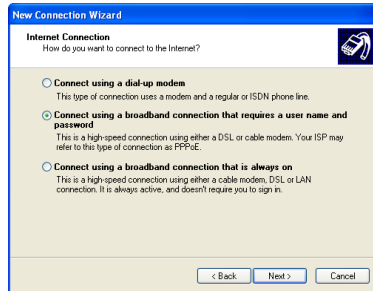 New Connection Wizard
Internet Connection
How do you want to connect to the Internet?
Connect using a dial-up modem
This type of connection uses a modem and a regular or ISDN phone line.
Connect using a broadband connection that requires a user name and
password
This is a high-speed connection using either a DSL or cable modem. Your ISP may
refer to this type of connection as PPPoE.
Connect using a broadband connection that is always on
This is a high-speed connection using either a cable modem, DSL or LAN
connection. It is always active, and doesn't require you to sign in.
< Back Next > Cancel